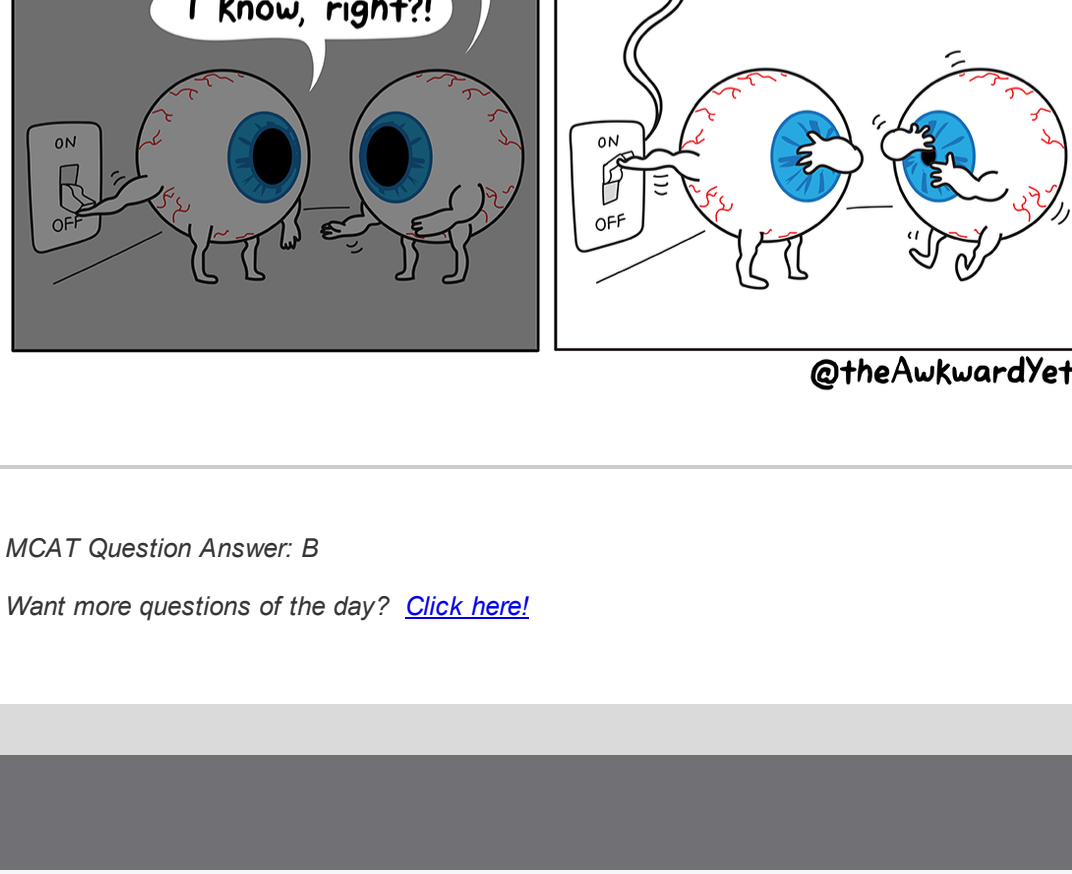 I know, right?!
ON
OFF
ON
OFF
@theAwkwardYet
MCAT Question Answer: B
Want more questions of the day? Click here!